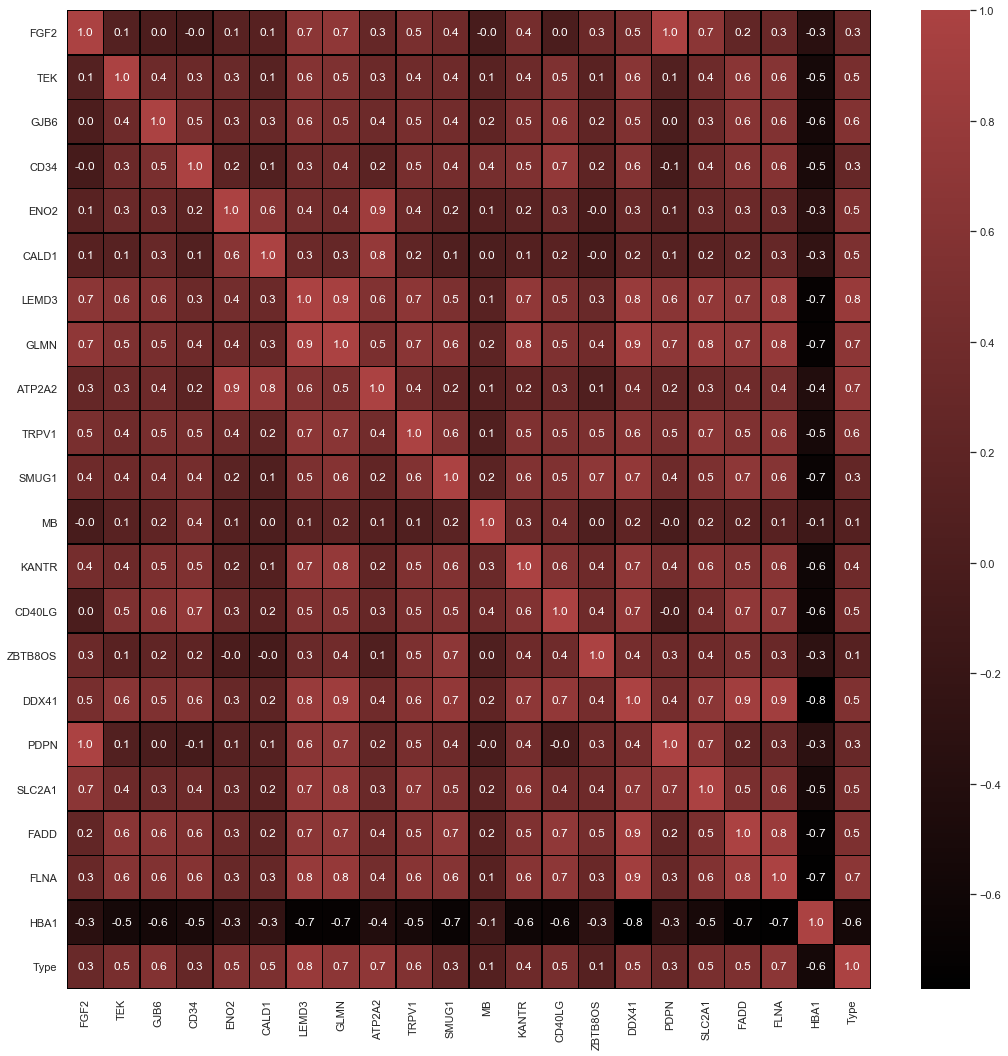 FGF2 1.0 0.1 0.0 -0.0 0.1 0.1 0.7 0.7 0.3 0.5 0.4 -0.0 0.4 0.0 0.3 0.5 1.0 0.7 0.2 0.3 -0.3 0.3
TEK 0.1 1.0 0.4 0.3 0.3 0.1 0.6 0.5 0.3 0.4 0.4 0.1 0.4 0.5 0.1 0.6 0.1 0.4 0.6 0.6 -0.5 0.5
GJB6 0.0 0.4 1.0 0.5 0.3 0.3 0.6 0.5 0.4 0.5 0.4 0.2 0.5 0.6 0.2 0.5 0.0 0.3 0.6 0.6 -0.6 0.6
CD34 -0.0 0.3 0.5 1.0 0.2 0.1 0.3 0.4 0.2 0.5 0.4 0.4 0.5 0.7 0.2 0.6 -0.1 0.4 0.6 0.6 -0.5 0.3
ENO2 0.1 0.3 0.3 0.2 1.0 0.6 0.4 0.4 0.9 0.4 0.2 0.1 0.2 0.3 -0.0 0.3 0.1 0.3 0.3 0.3 -0.3 0.5
CALD1 0.1 0.1 0.3 0.1 0.6 1.0 0.3 0.3 0.8 0.2 0.1 0.0 0.1 0.2 -0.0 0.2 0.1 0.2 0.2 0.3 -0.3 0.5
LEMD3 0.7 0.6 0.6 0.3 0.4 0.3 1.0 0.9 0.6 0.7 0.5 0.1 0.7 0.5 0.3 0.8 0.6 0.7 0.7 0.8 -0.7 0.8
GLMN 0.7 0.5 0.5 0.4 0.4 0.3 0.9 1.0 0.5 0.7 0.6 0.2 0.8 0.5 0.4 0.9 0.7 0.8 0.7 0.8 -0.7 0.7
ATP2A2 0.3 0.3 0.4 0.2 0.9 0.8 0.6 0.5 1.0 0.4 0.2 0.1 0.2 0.3 0.1 0.4 0.2 0.3 0.4 0.4 -0.4 0.7
TRPV1 0.5 0.4 0.5 0.5 0.4 0.2 0.7 0.7 0.4 1.0 0.6 0.1 0.5 0.5 0.5 0.6 0.5 0.7 0.5 0.6 -0.5 0.6
SMUG1 0.4 0.4 0.4 0.4 0.2 0.1 0.5 0.6 0.2 0.6 1.0 0.2 0.6 0.5 0.7 0.7 0.4 0.5 0.7 0.6 -0.7 0.3
MB -0.0 0.1 0.2 0.4 0.1 0.0 0.1 0.2 0.1 0.1 0.2 1.0 0.3 0.4 0.0 0.2 -0.0 0.2 0.2 0.1 -0.1 0.1
KANTR 0.4 0.4 0.5 0.5 0.2 0.1 0.7 0.8 0.2 0.5 0.6 0.3 1.0 0.6 0.4 0.7 0.4 0.6 0.5 0.6 -0.6 0.4
CD40LG 0.0 0.5 0.6 0.7 0.3 0.2 0.5 0.5 0.3 0.5 0.5 0.4 0.6 1.0 0.4 0.7 -0.0 0.4 0.7 0.7 -0.6 0.5
ZBTB8OS 0.3 0.1 0.2 0.2 -0.0 -0.0 0.3 0.4 0.1 0.5 0.7 0.0 0.4 0.4 1.0 0.4 0.3 0.4 0.5 0.3 -0.3 0.1
DDX41 0.5 0.6 0.5 0.6 0.3 0.2 0.8 0.9 0.4 0.6 0.7 0.2 0.7 0.7 0.4 1.0 0.4 0.7 0.9 0.9 -0.8 0.5
PDPN 1.0 0.1 0.0 -0.1 0.1 0.1 0.6 0.7 0.2 0.5 0.4 -0.0 0.4 -0.0 0.3 0.4 1.0 0.7 0.2 0.3 -0.3 0.3
SLC2A1 0.7 0.4 0.3 0.4 0.3 0.2 0.7 0.8 0.3 0.7 0.5 0.2 0.6 0.4 0.4 0.7 0.7 1.0 0.5 0.6 -0.5 0.5
FADD 0.2 0.6 0.6 0.6 0.3 0.2 0.7 0.7 0.4 0.5 0.7 0.2 0.5 0.7 0.5 0.9 0.2 0.5 1.0 0.8 -0.7 0.5
FLNA 0.3 0.6 0.6 0.6 0.3 0.3 0.8 0.8 0.4 0.6 0.6 0.1 0.6 0.7 0.3 0.9 0.3 0.6 0.8 1.0 -0.7 0.7
HBA1 -0.3 -0.5 -0.6 -0.5 -0.3 -0.3 -0.7 -0.7 -0.4 -0.5 -0.7 -0.1 -0.6 -0.6 -0.3 -0.8 -0.3 -0.5 -0.7 -0.7 1.0 -0.6
Type 0.3 0.5 0.6 0.3 0.5 0.5 0.8 0.7 0.7 0.6 0.3 0.1 0.4 0.5 0.1 0.5 0.3 0.5 0.5 0.7 -0.6 1.0
FGF2 TEK GJB6 CD34 ENO2 CALD1 LEMD3 GLMN ATP2A2 TRPV1 SMUG1 MB KANTR CD40LG ZBTB8OS DDX41 PDPN SLC2A1 FADD FLNA HBA1 Type
1.0
0.8
0.6
0.4
0.2
0.0
−0.2
−0.4
−0.6